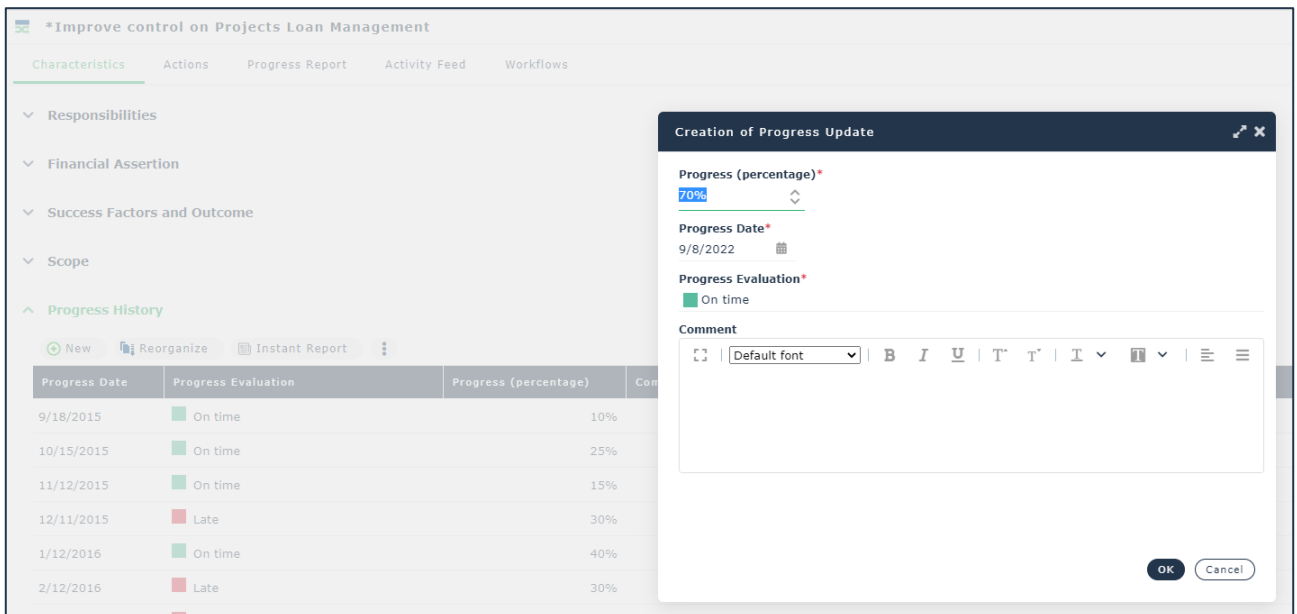 *Improve control on Projects Loan Management
Characteristics Actions Progress Report Activity Feed Workflows
Responsibilities
Financial Assertion
Success Factors and Outcome
Scope
Progress History
New Reorganize Instant Report
Progress Date Progress Evaluation Progress (percentage) Com
9/18/2015 On time 10%
10/15/2015 On time 25%
11/12/2015 On time 15%
12/11/2015 Late 30%
1/12/2016 On time 40%
2/12/2016 Late 30%
Creation of Progress Update
Progress (percentage)*
70%
Progress Date*
9/8/2022
Progress Evaluation*
On time
Comment
Default font B I U T T T T
OK Cancel